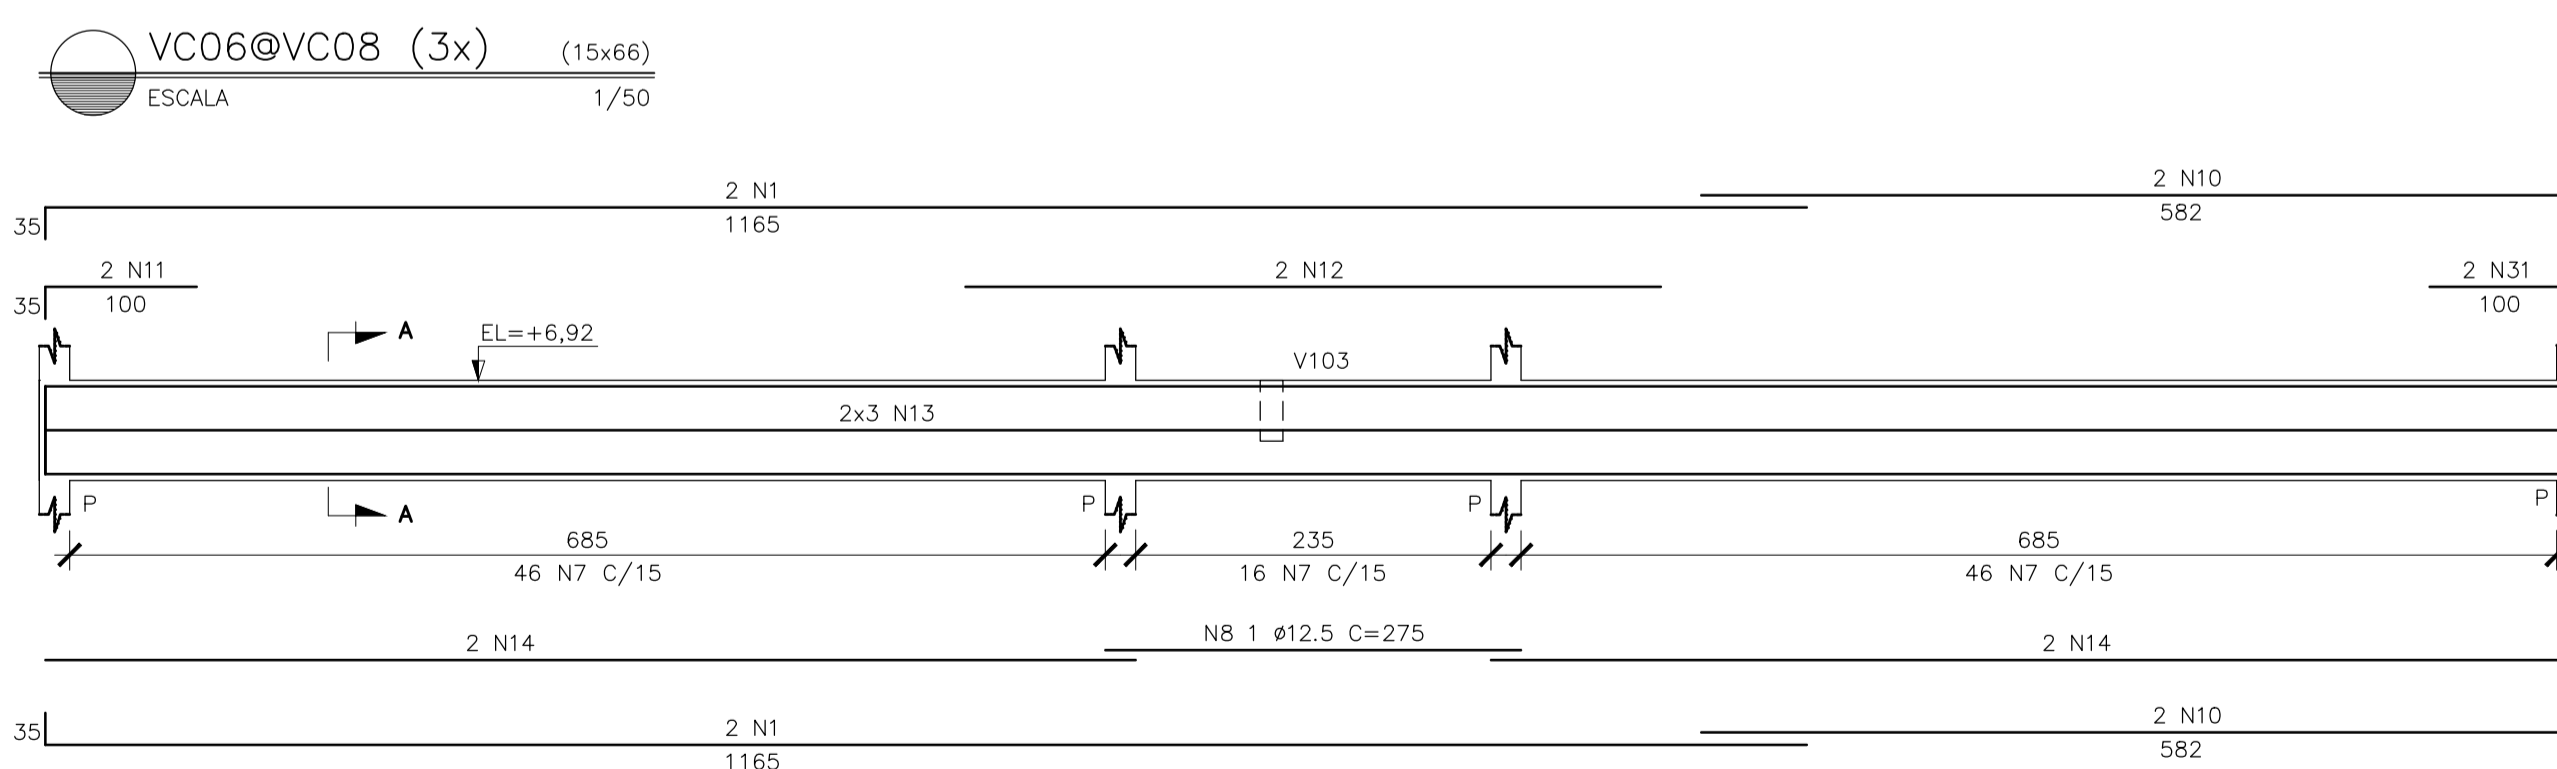 VC06@VC08 (3x) (15x66)
ESCALA 1/50
2 N1 2 N10
35 1165 582
2 N11 2 N12 2 N31
35 100 100
A
EL=+6,92
V103
2x3 N13
P P P P
A
685 235 685
46 N7 C/15 16 N7 C/15 46 N7 C/15
2 N14 N8 1 ø12.5 C=275 2 N14
35 2 N1 2 N10
1165 582